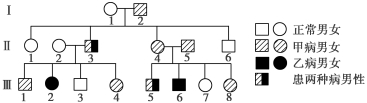 Ⅰ 1 2 正常男女
甲病男女
Ⅱ 1 2 3 4 5 6 乙病男女
患两种病男性
Ⅲ 1 2 3 4 5 6 7 8